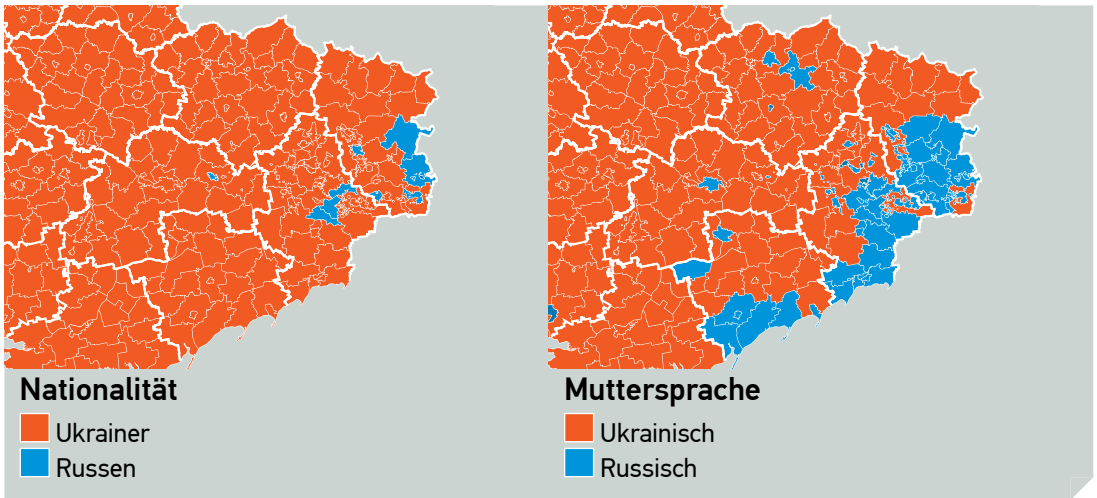 Nationalität
Ukrainer
Russen
Muttersprache
Ukrainisch
Russisch